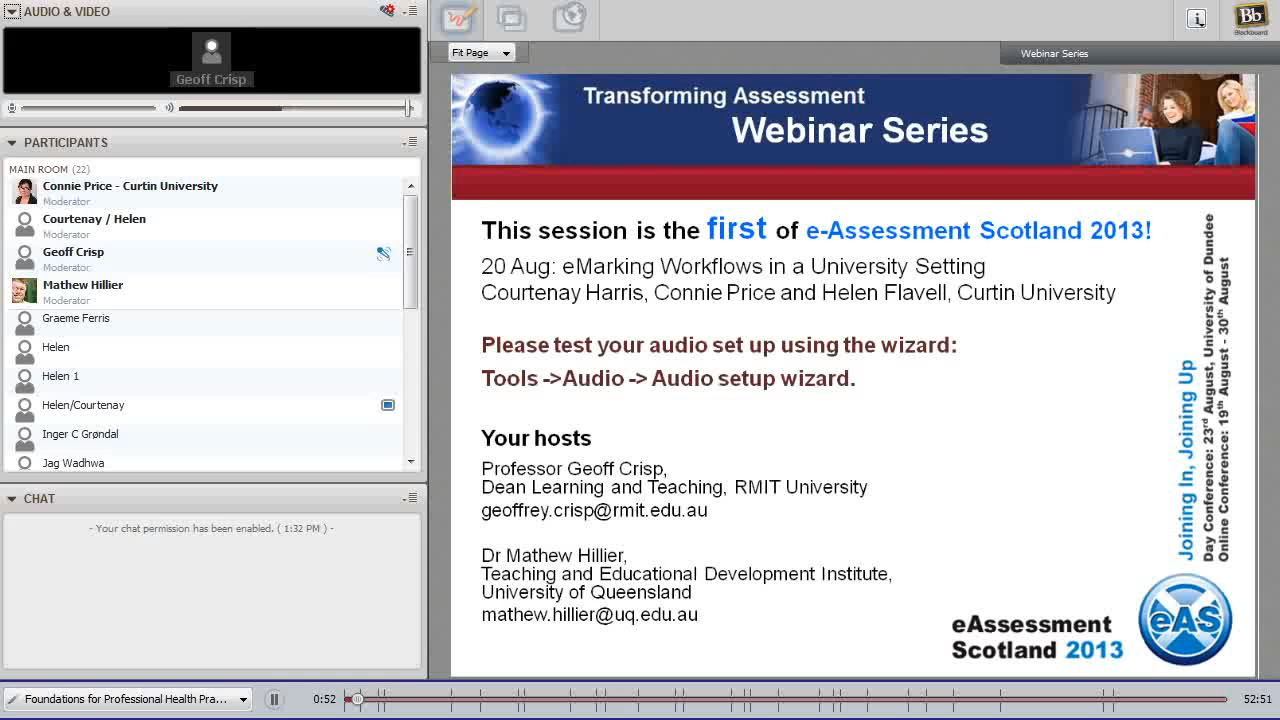 AUDIO & VIDEO
Geoff Crisp
PARTICIPANTS
MAIN ROOM (22)
Connie Price - Curtin University
Moderator
Courtenay / Helen
Moderator
Geoff Crisp
Moderator
Mathew Hillier
Moderator
Graeme Ferris
Helen
Helen 1
Helen/Courtenay
Inger C Grøndal
Jag Wadhwa
CHAT
- Your chat permission has been enabled. ( 1:32 PM ) -
Foundations for Professional Health Pra...
0:52
52:51
Fit Page
Bb
Blackboard
Webinar Series
Transforming Assessment
Webinar Series
This session is the first of e-Assessment Scotland 2013!
20 Aug: eMarking Workflows in a University Setting
Courtenay Harris, Connie Price and Helen Flavell, Curtin University
Please test your audio set up using the wizard:
Tools ->Audio -> Audio setup wizard.
Your hosts
Professor Geoff Crisp,
Dean Learning and Teaching, RMIT University
geoffrey.crisp@rmit.edu.au
Dr Mathew Hillier,
Teaching and Educational Development Institute,
University of Queensland
mathew.hillier@uq.edu.au
Joining In, Joining Up
Day Conference: 23rd August, University of Dundee
Online Conference: 19th August - 30th August
eAssessment
Scotland 2013
eAS